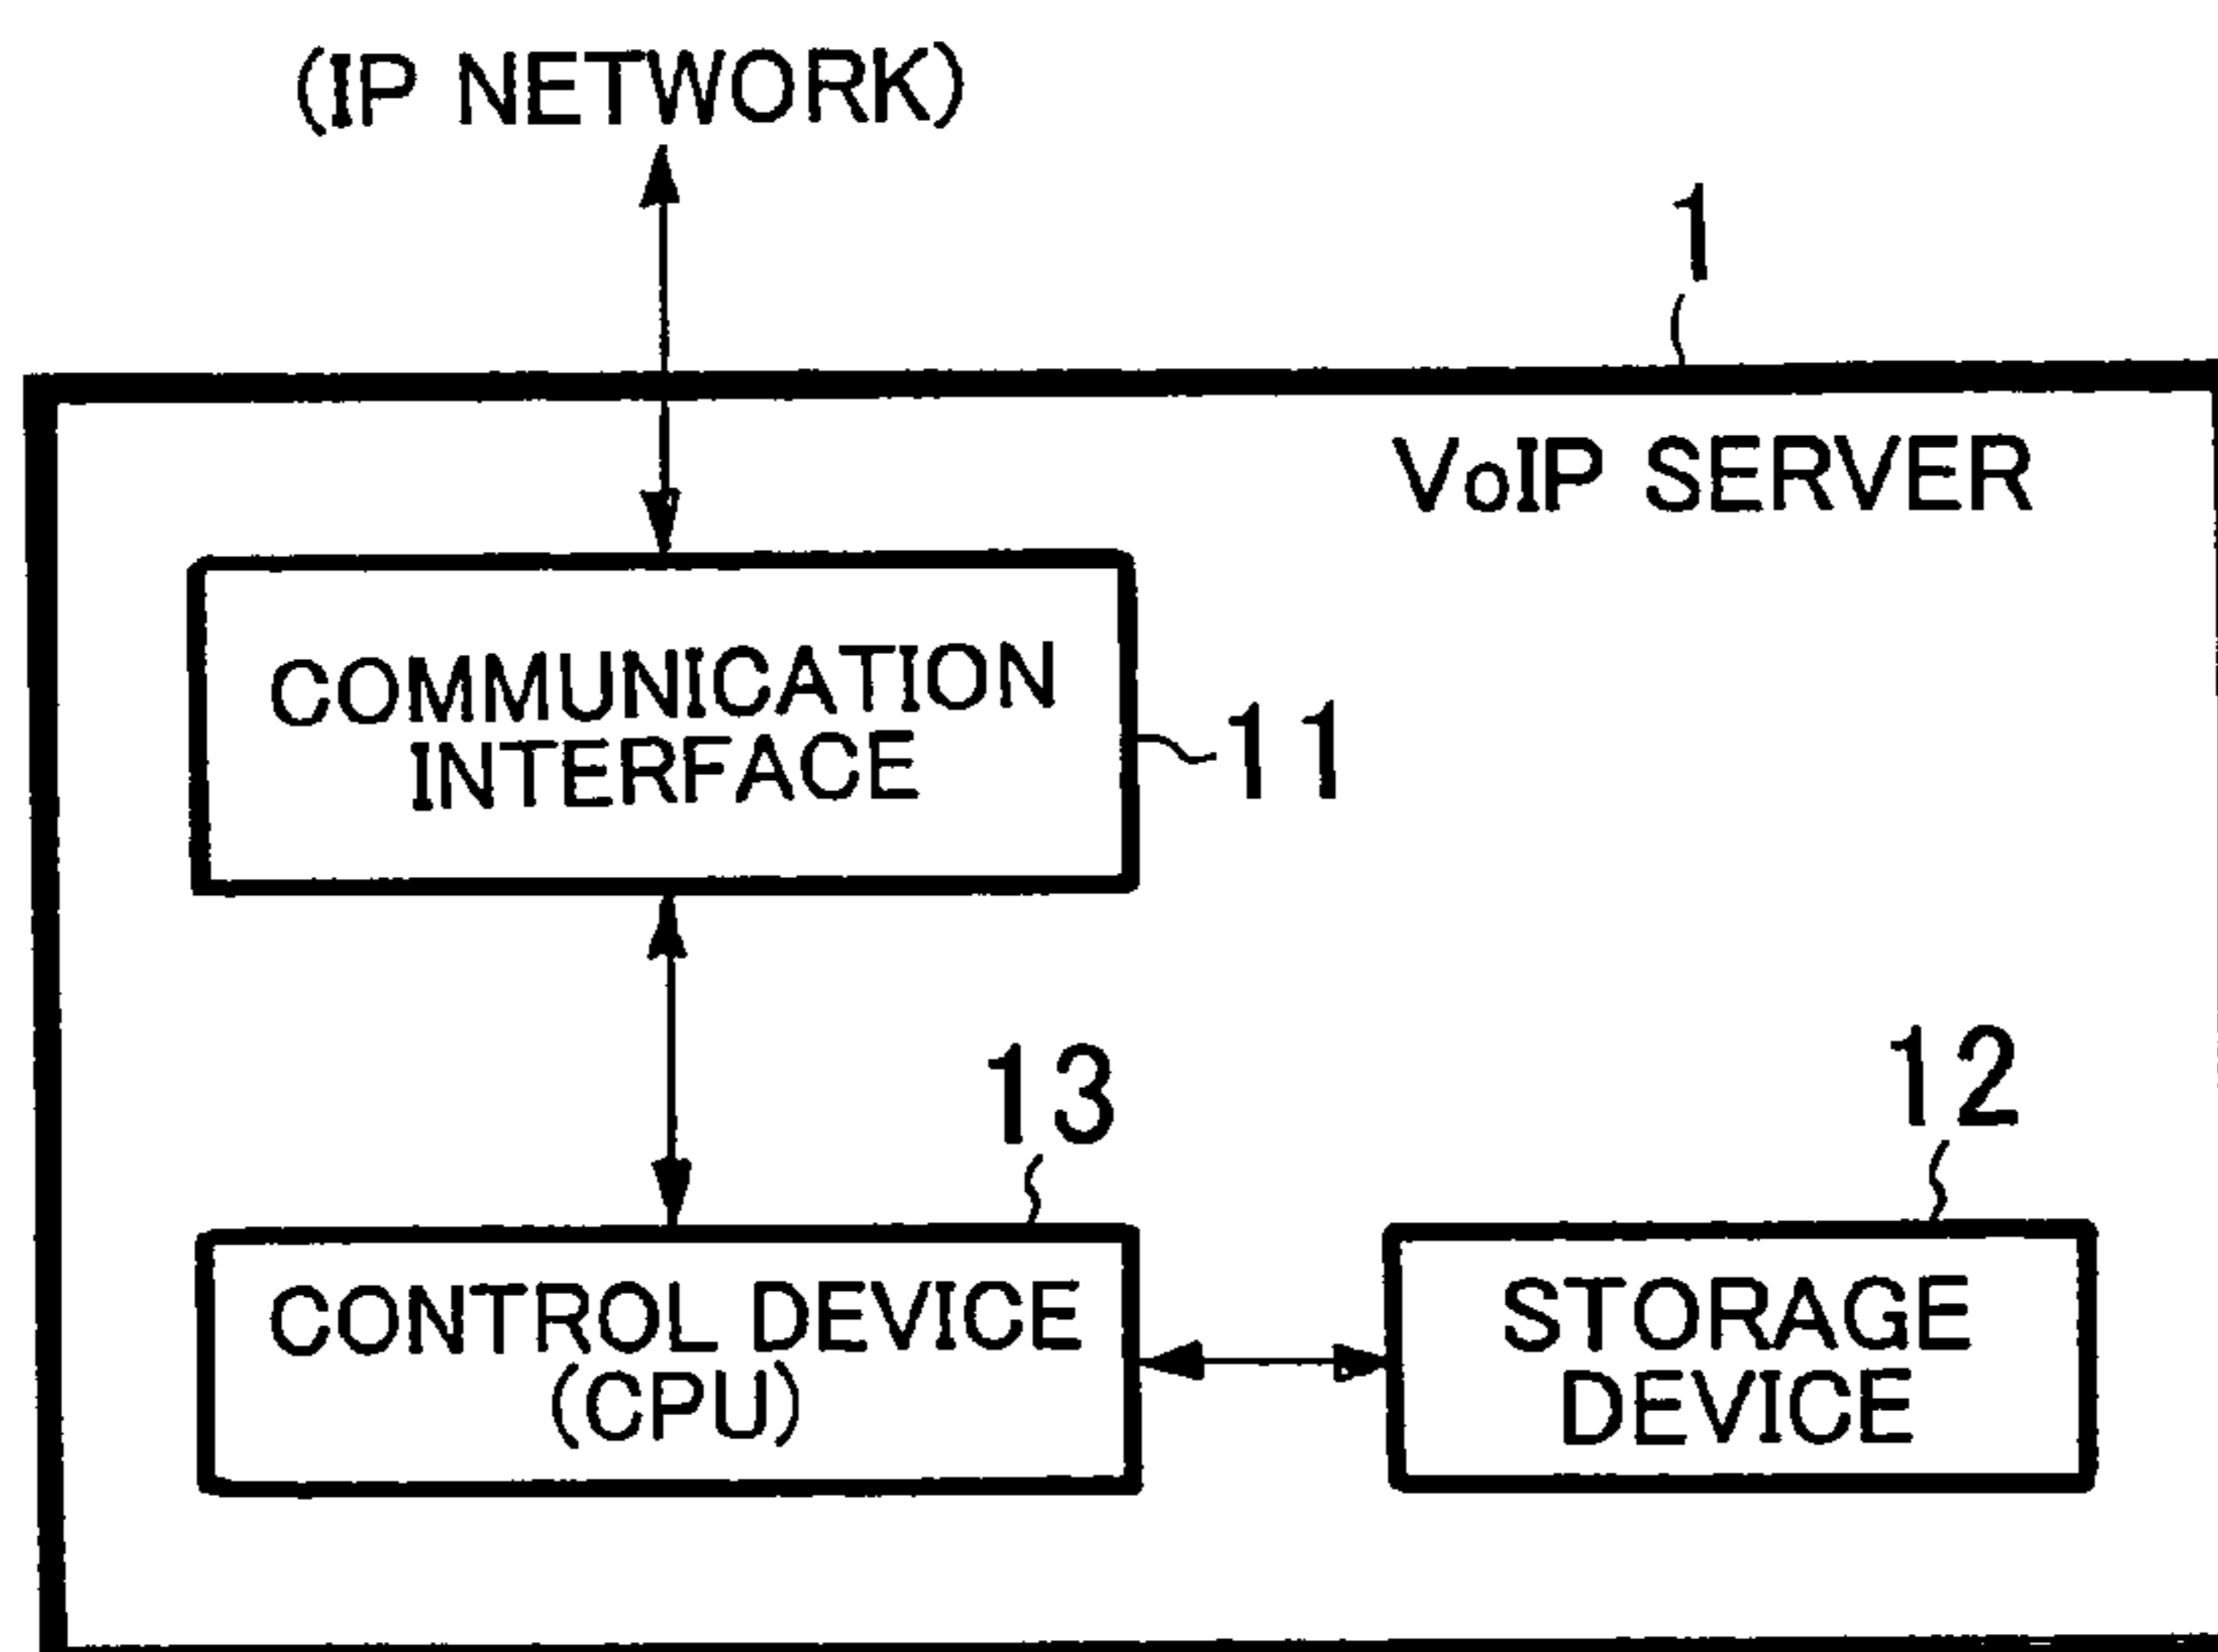 (IP NETWORK)
1
VoIP SERVER
COMMUNICATION
INTERFACE
11
13
12
CONTROL DEVICE
(CPU)
STORAGE
DEVICE